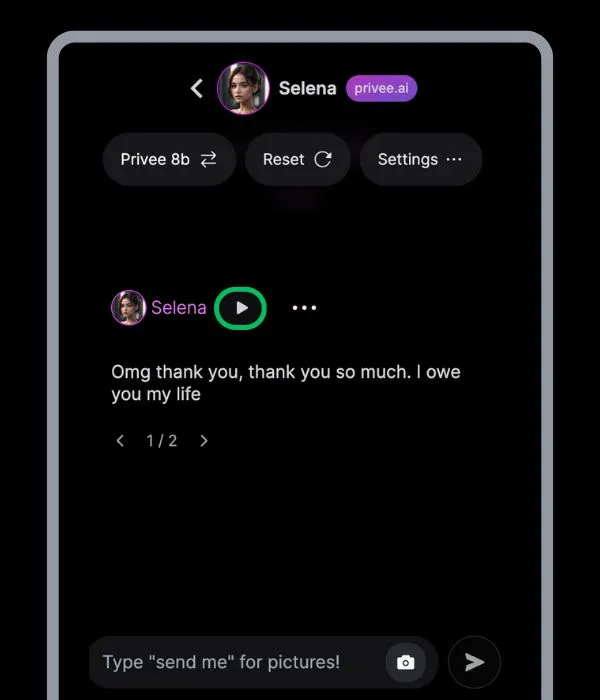 Selena privee.ai
Privee 8b Reset Settings
Selena
Omg thank you, thank you so much. I owe
you my life
1 / 2
Type "send me" for pictures!